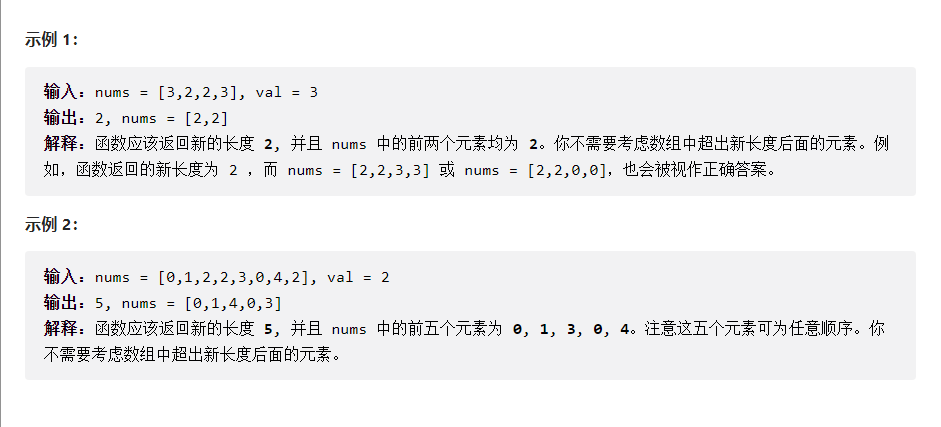 示例 1：
输入：nums = [3,2,2,3], val = 3
输出：2, nums = [2,2]
解释：函数应该返回新的长度 2, 并且 nums 中的前两个元素均为 2。你不需要考虑数组中超出新长度后面的元素。例
如，函数返回的新长度为 2 ，而 nums = [2,2,3,3] 或 nums = [2,2,0,0]，也会被视作正确答案。
示例 2：
输入：nums = [0,1,2,2,3,0,4,2], val = 2
输出：5, nums = [0,1,4,0,3]
解释：函数应该返回新的长度 5, 并且 nums 中的前五个元素为 0, 1, 3, 0, 4。注意这五个元素可为任意顺序。你
不需要考虑数组中超出新长度后面的元素。